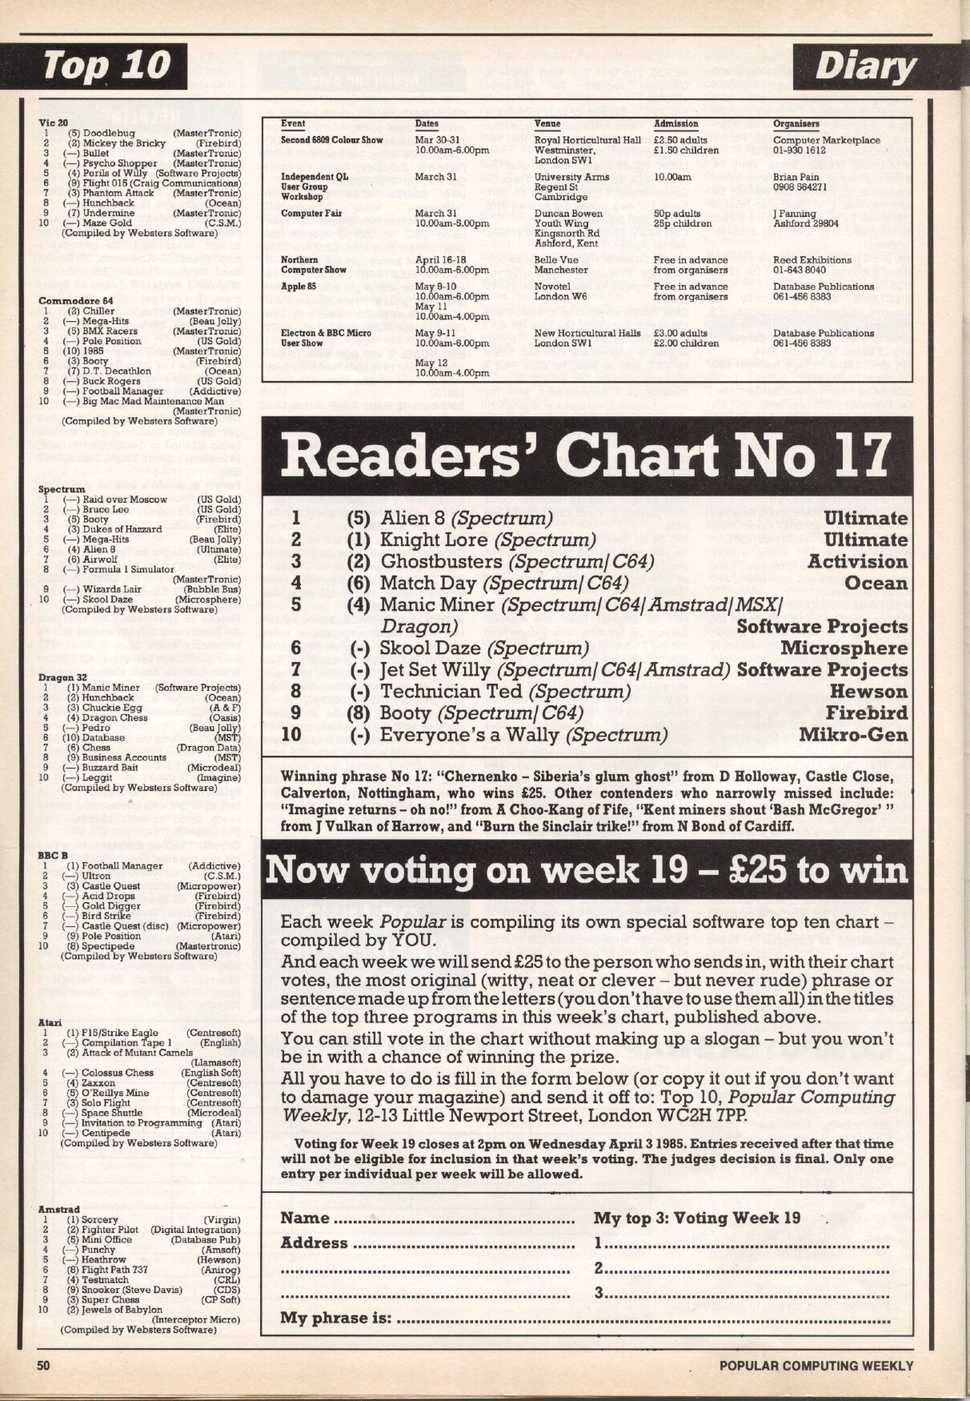 Top 10
Diary
Vic 20
1 (5) Doodlebug (MasterTronic)
2 (2) Mickey the Bricky (Firebird)
3 (—) Bullet (MasterTronic)
4 (—) Psycho Shopper (MasterTronic)
5 (4) Perils of Willy (Software Projects)
6 (9) Flight 015 (Craig Communications)
7 (3) Phantom Attack (MasterTronic)
8 (—) Hunchback (Ocean)
9 (7) Undermine (MasterTronic)
10 (—) Maze Gold (C.S.M.)
(Compiled by Websters Software)
Commodore 64
1 (2) Chiller (MasterTronic)
2 (—) Mega-Hits (Beau Jolly)
3 (5) BMX Racers (MasterTronic)
4 (—) Pole Position (US Gold)
5 (10) 1985 (MasterTronic)
6 (3) Booty (Firebird)
7 (7) D.T. Decathlon (Ocean)
8 (—) Buck Rogers (US Gold)
9 (—) Football Manager (Addictive)
10 (—) Big Mac Mad Maintenance Man
(MasterTronic)
(Compiled by Websters Software)
Spectrum
1 (—) Raid over Moscow (US Gold)
2 (—) Bruce Lee (US Gold)
3 (5) Booty (Firebird)
4 (3) Dukes of Hazzard (Elite)
5 (—) Mega-Hits (Beau Jolly)
6 (4) Alien 8 (Ultimate)
7 (6) Airwolf (Elite)
8 (—) Formula 1 Simulator
(MasterTronic)
9 (—) Wizards Lair (Bubble Bus)
10 (—) Skool Daze (Microsphere)
(Compiled by Websters Software)
Dragon 32
1 (1) Manic Miner (Software Projects)
2 (2) Hunchback (Ocean)
3 (3) Chuckie Egg (A & F)
4 (4) Dragon Chess (Oasis)
5 (—) Pedro (Beau Jolly)
6 (10) Database (MST)
7 (6) Chess (Dragon Data)
8 (9) Business Accounts (MST)
9 (—) Buzzard Bait (Microdeal)
10 (—) Leggit (Imagine)
(Compiled by Websters Software)
BBC B
1 (1) Football Manager (Addictive)
2 (—) Ultron (C.S.M.)
3 (3) Castle Quest (Micropower)
4 (—) Acid Drops (Firebird)
5 (—) Gold Digger (Firebird)
6 (—) Bird Strike (Firebird)
7 (—) Castle Quest (disc) (Micropower)
9 (9) Pole Position (Atari)
10 (8) Spectipede (Mastertronic)
(Compiled by Websters Software)
Atari
1 (1) F15/Strike Eagle (Centresoft)
2 (—) Compilation Tape 1 (English)
3 (2) Attack of Mutant Camels
(Llamasoft)
4 (—) Colossus Chess (English Soft)
5 (4) Zaxxon (Centresoft)
6 (5) O'Reillys Mine (Centresoft)
7 (3) Solo Flight (Centresoft)
8 (—) Space Shuttle (Microdeal)
9 (—) Invitation to Programming (Atari)
10 (—) Centipede (Atari)
(Compiled by Websters Software)
Amstrad
1 (1) Sorcery (Virgin)
2 (2) Fighter Pilot (Digital Integration)
3 (5) Mini Office (Database Pub)
4 (—) Punchy (Amsoft)
5 (—) Heathrow (Hewson)
6 (8) Flight Path 737 (Anirog)
7 (4) Testmatch (CRL)
8 (9) Snooker (Steve Davis) (CDS)
9 (3) Super Chess (CP Soft)
10 (2) Jewels of Babylon
(Interceptor Micro)
(Compiled by Websters Software)
Event Dates Venue Admission Organisers
Second 6809 Colour Show Mar 30-31 Royal Horticultural Hall £2.50 adults Computer Marketplace
10.00am-6.00pm Westminster, £1.50 children 01-930 1612
London SW1
Independent QL March 31 University Arms 10.00am Brian Pain
User Group Regent St 0908 564271
Workshop Cambridge
Computer Fair March 31 Duncan Bowen 50p adults J Fanning
10.00am-5.00pm Youth Wing 25p children Ashford 29804
Kingsnorth Rd
Ashford, Kent
Northern April 16-18 Belle Vue Free in advance Reed Exhibitions
Computer Show 10.00am-6.00pm Manchester from organisers 01-643 8040
Apple 85 May 9-10 Novotel Free in advance Database Publications
10.00am-6.00pm London W6 from organisers 061-456 8383
May 11
10.00am-4.00pm
Electron & BBC Micro May 9-11 New Horticultural Halls £3.00 adults Database Publications
User Show 10.00am-6.00pm London SW1 £2.00 children 061-456 8383
May 12
10.00am-4.00pm
Readers' Chart No 17
1 (5) Alien 8 (Spectrum) Ultimate
2 (1) Knight Lore (Spectrum) Ultimate
3 (2) Ghostbusters (Spectrum/C64) Activision
4 (6) Match Day (Spectrum/C64) Ocean
5 (4) Manic Miner (Spectrum/C64/Amstrad/MSX/
Dragon) Software Projects
6 (-) Skool Daze (Spectrum) Microsphere
7 (-) Jet Set Willy (Spectrum/C64/Amstrad) Software Projects
8 (-) Technician Ted (Spectrum) Hewson
9 (8) Booty (Spectrum/C64) Firebird
10 (-) Everyone's a Wally (Spectrum) Mikro-Gen
Winning phrase No 17: "Chernenko – Siberia's glum ghost" from D Holloway, Castle Close,
Calverton, Nottingham, who wins £25. Other contenders who narrowly missed include:
"Imagine returns – oh no!" from A Choo-Kang of Fife, "Kent miners shout 'Bash McGregor' "
from J Vulkan of Harrow, and "Burn the Sinclair trike!" from N Bond of Cardiff.
Now voting on week 19 – £25 to win
Each week Popular is compiling its own special software top ten chart –
compiled by YOU.
And each week we will send £25 to the person who sends in, with their chart
votes, the most original (witty, neat or clever – but never rude) phrase or
sentence made up from the letters (you don't have to use them all) in the titles
of the top three programs in this week's chart, published above.
You can still vote in the chart without making up a slogan – but you won't
be in with a chance of winning the prize.
All you have to do is fill in the form below (or copy it out if you don't want
to damage your magazine) and send it off to: Top 10, Popular Computing
Weekly, 12-13 Little Newport Street, London WC2H 7PP.
Voting for Week 19 closes at 2pm on Wednesday April 3 1985. Entries received after that time
will not be eligible for inclusion in that week's voting. The judges decision is final. Only one
entry per individual per week will be allowed.
Name ........................................ My top 3: Voting Week 19
Address ........................................ 1........................................
........................................ 2........................................
........................................ 3........................................
My phrase is: ........................................
50
POPULAR COMPUTING WEEKLY